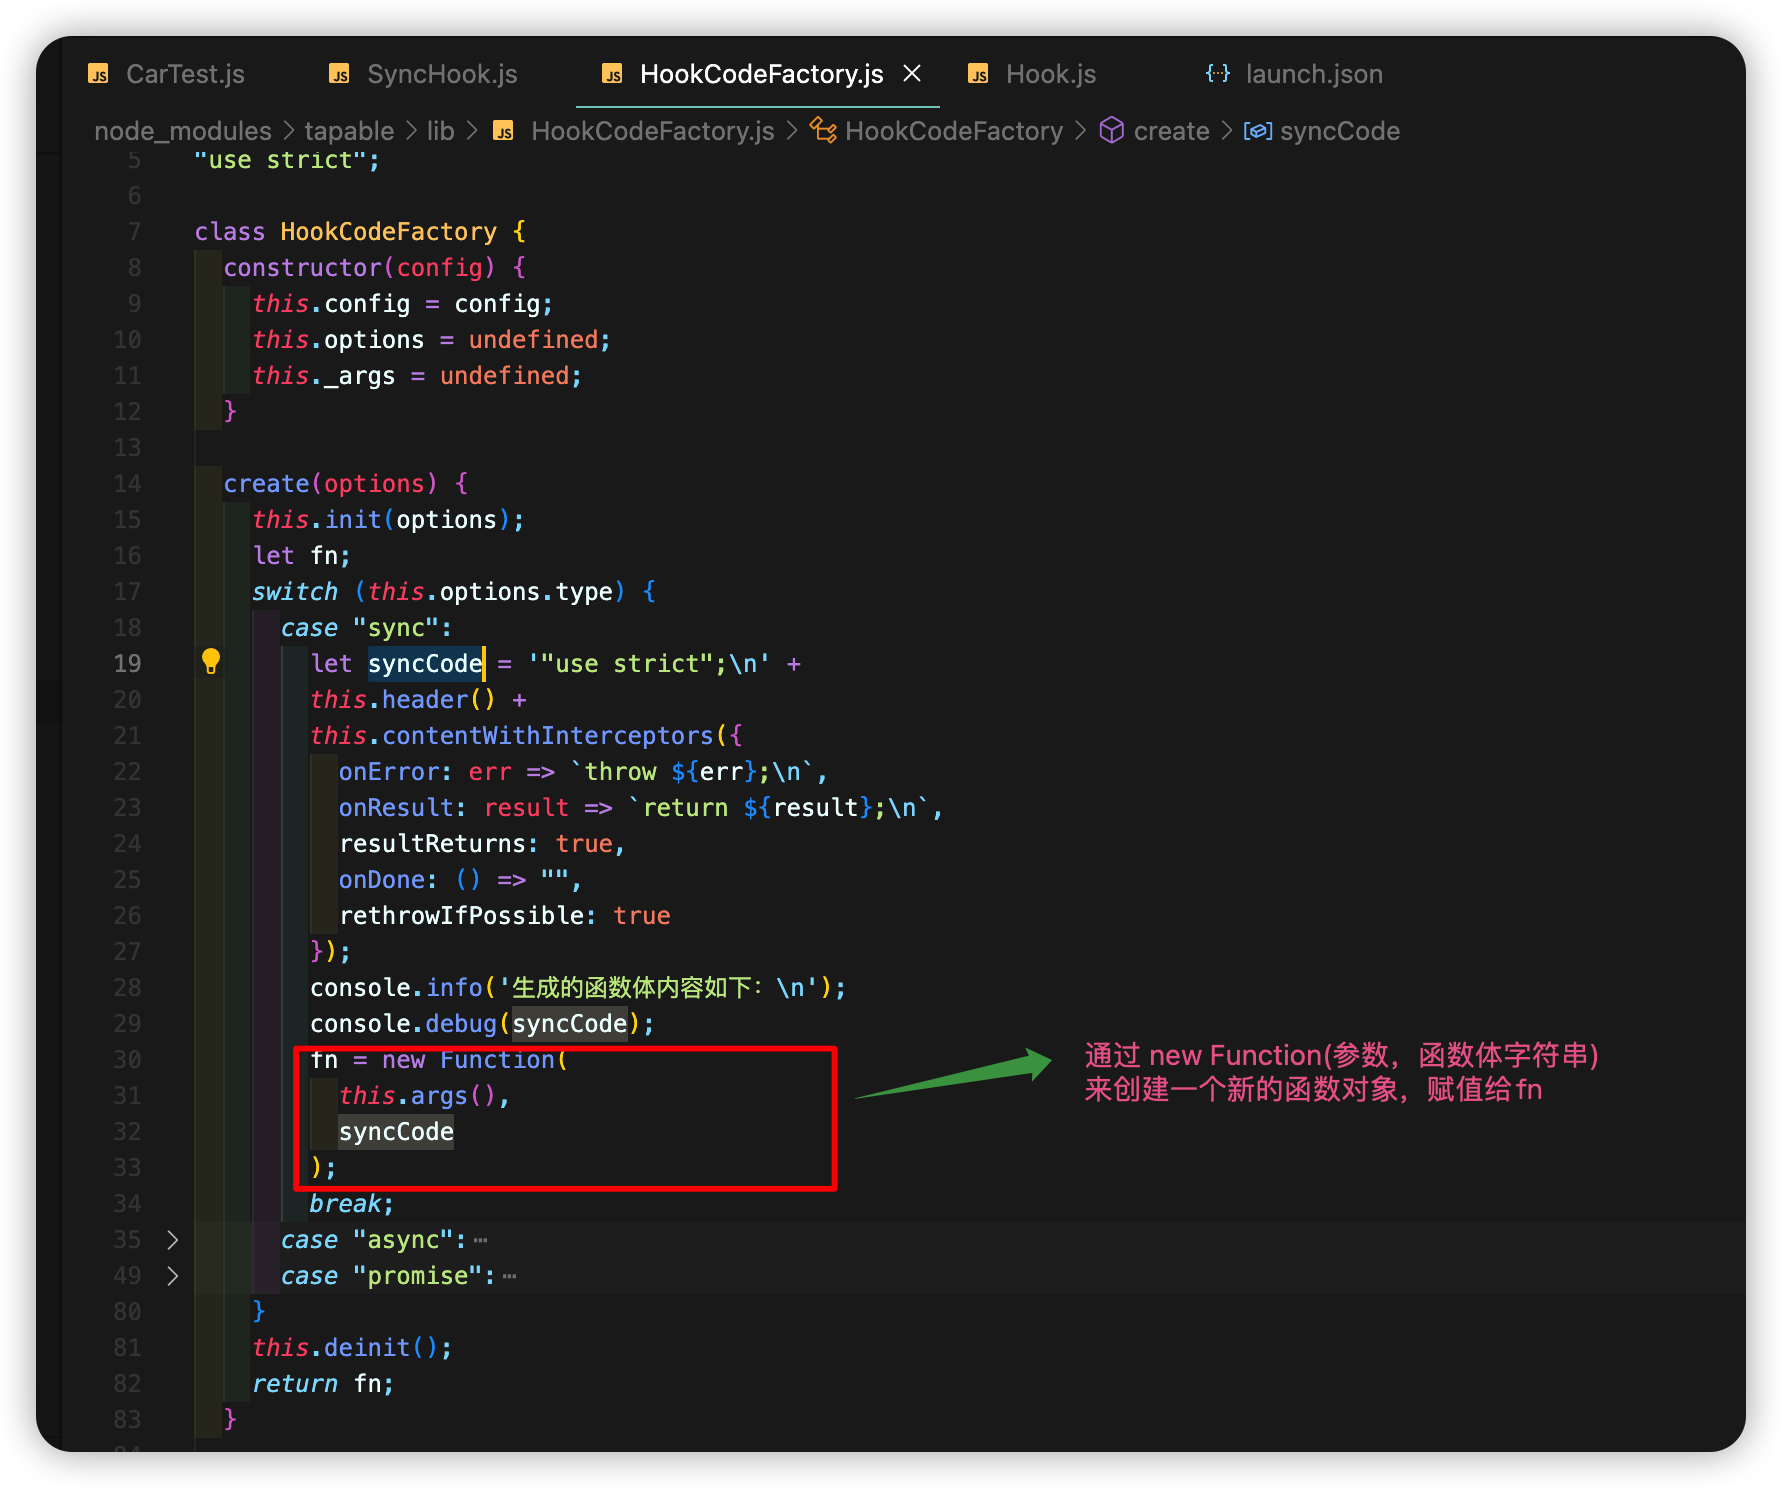 CarTest.js SyncHook.js HookCodeFactory.js Hook.js launch.json
node_modules > tapable > lib > JS HookCodeFactory.js > HookCodeFactory > create > syncCode
5 "use strict";
6
7 class HookCodeFactory {
8 constructor(config) {
9 this.config = config;
10 this.options = undefined;
11 this._args = undefined;
12 }
13
14 create(options) {
15 this.init(options);
16 let fn;
17 switch (this.options.type) {
18 case "sync":
19 let syncCode = '"use strict";\n' +
20 this.header() +
21 this.contentWithInterceptors({
22 onError: err => `throw ${err};\n`,
23 onResult: result => `return ${result};\n`,
24 resultReturns: true,
25 onDone: () => "",
26 rethrowIfPossible: true
27 });
28 console.info('生成的函数体内容如下：\n');
29 console.debug(syncCode);
30 fn = new Function(
31 this.args(),
32 syncCode
33 );
34 break;
35 case "async":
49 case "promise":
80 }
81 this.deinit();
82 return fn;
83 }
通过 new Function(参数，函数体字符串)
来创建一个新的函数对象，赋值给fn